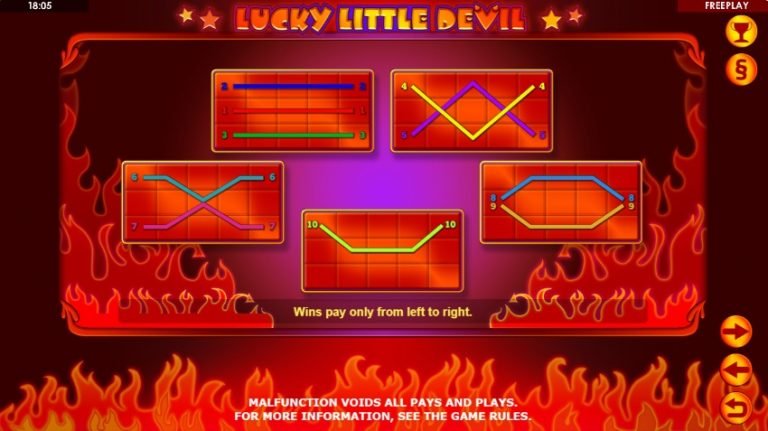 18:05
LUCKY LITTLE DEVIL
FREEPLAY
§
2 2
1 1
3 3
4 4
5 5
6 6
7 7
8 8
9 9
10 10
Wins pay only from left to right.
MALFUNCTION VOIDS ALL PAYS AND PLAYS.
FOR MORE INFORMATION, SEE THE GAME RULES.